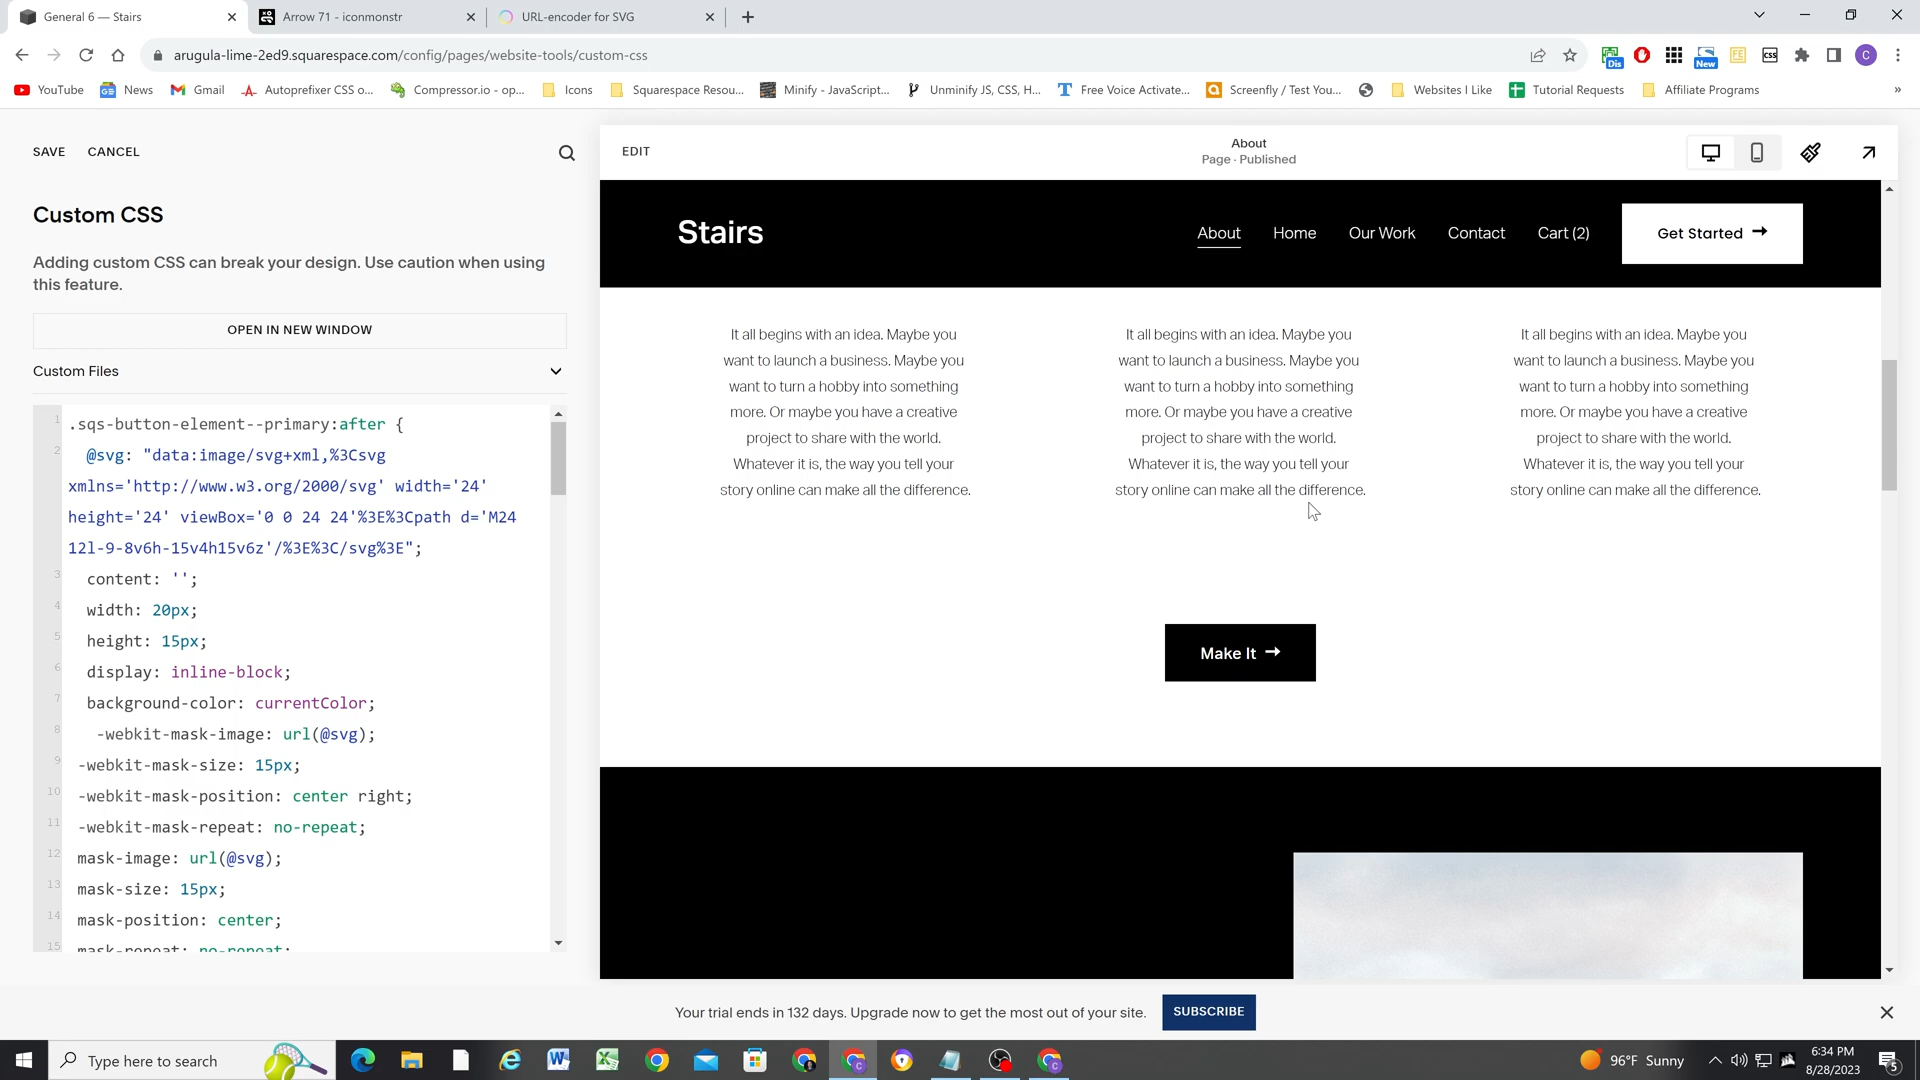 General 6 — Stairs
Arrow 71 - iconmonstr
URL-encoder for SVG
arugula-lime-2ed9.squarespace.com/config/pages/website-tools/custom-css
Dis
New
FE
CSS
C
YouTube
News
Gmail
Autoprefixer CSS o...
Compressor.io - op...
Icons
Squarespace Resou...
Minify - JavaScript...
Unminify JS, CSS, H...
Free Voice Activate...
Screenfly / Test You...
Websites I Like
Tutorial Requests
Affiliate Programs
»
SAVE
CANCEL
EDIT
About
Page · Published
Custom CSS
Adding custom CSS can break your design. Use caution when using
this feature.
OPEN IN NEW WINDOW
Custom Files
1 .sqs-button-element--primary:after {
2 @svg: "data:image/svg+xml,%3Csvg
xmlns='http://www.w3.org/2000/svg' width='24'
height='24' viewBox='0 0 24 24'%3E%3Cpath d='M24
12l-9-8v6h-15v4h15v6z'/%3E%3C/svg%3E";
3 content: '';
4 width: 20px;
5 height: 15px;
6 display: inline-block;
7 background-color: currentColor;
8 -webkit-mask-image: url(@svg);
9 -webkit-mask-size: 15px;
10 -webkit-mask-position: center right;
11 -webkit-mask-repeat: no-repeat;
12 mask-image: url(@svg);
13 mask-size: 15px;
14 mask-position: center;
15 mask-repeat: no-repeat;
Stairs
About
Home
Our Work
Contact
Cart (2)
Get Started
It all begins with an idea. Maybe you
want to launch a business. Maybe you
want to turn a hobby into something
more. Or maybe you have a creative
project to share with the world.
Whatever it is, the way you tell your
story online can make all the difference.
It all begins with an idea. Maybe you
want to launch a business. Maybe you
want to turn a hobby into something
more. Or maybe you have a creative
project to share with the world.
Whatever it is, the way you tell your
story online can make all the difference.
It all begins with an idea. Maybe you
want to launch a business. Maybe you
want to turn a hobby into something
more. Or maybe you have a creative
project to share with the world.
Whatever it is, the way you tell your
story online can make all the difference.
Make It
Your trial ends in 132 days. Upgrade now to get the most out of your site.
SUBSCRIBE
Type here to search
96°F Sunny
6:34 PM
8/28/2023
5